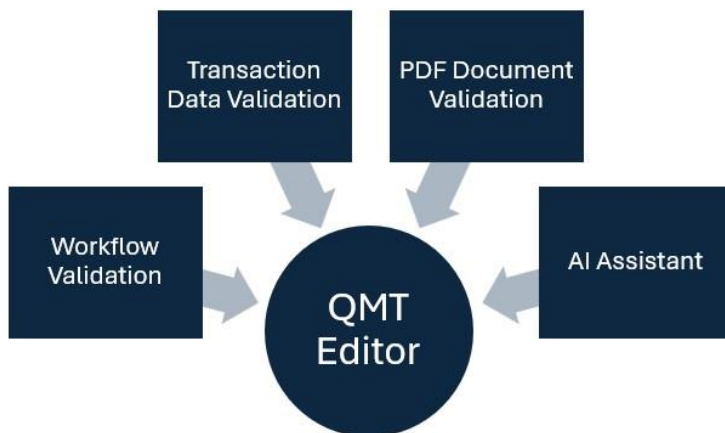 Transaction
Data Validation
PDF Document
Validation
Workflow
Validation
AI Assistant
QMT
Editor